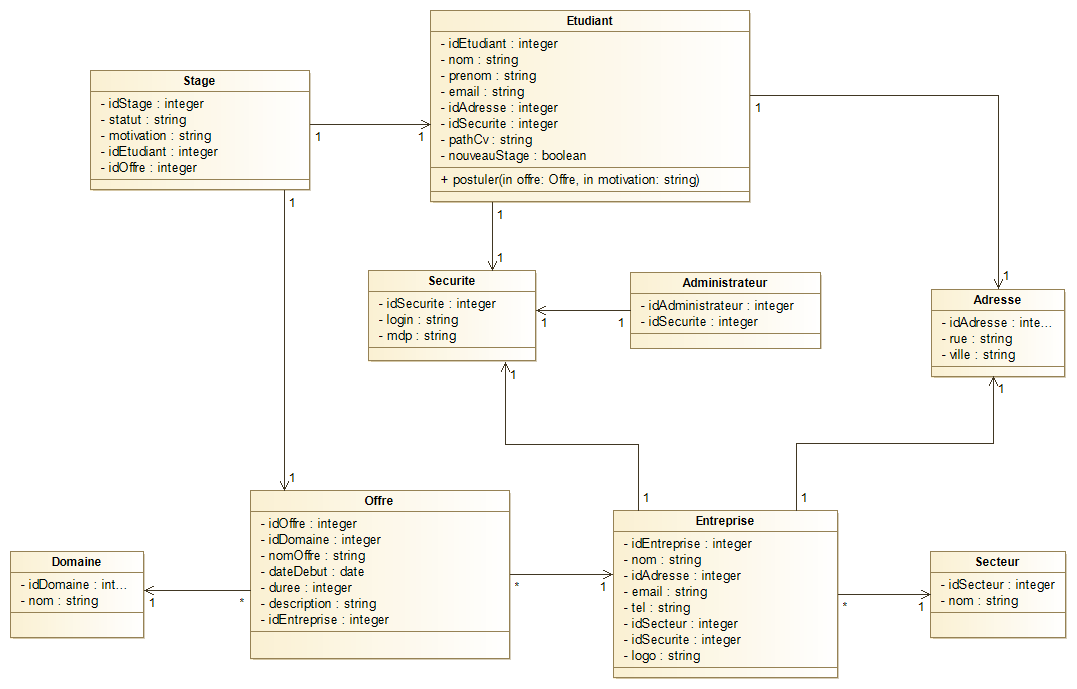 Etudiant
- idEtudiant : integer
- nom : string
- prenom : string
- email : string
- idAdresse : integer
- idSecurite : integer
- pathCv : string
- nouveauStage : boolean
+ postuler(in offre: Offre, in motivation: string)
Stage
- idStage : integer
- statut : string
- motivation : string
- idEtudiant : integer
- idOffre : integer
1
1
1
1
1
1
1
1
Securite
- idSecurite : integer
- login : string
- mdp : string
1
1
Administrateur
- idAdministrateur : integer
- idSecurite : integer
Adresse
- idAdresse : inte...
- rue : string
- ville : string
1
1
1
1
Offre
- idOffre : integer
- idDomaine : integer
- nomOffre : string
- dateDebut : date
- duree : integer
- description : string
- idEntreprise : integer
Domaine
- idDomaine : int...
- nom : string
1
*
*
1
Entreprise
- idEntreprise : integer
- nom : string
- idAdresse : integer
- email : string
- tel : string
- idSecteur : integer
- idSecurite : integer
- logo : string
*
1
Secteur
- idSecteur : integer
- nom : string